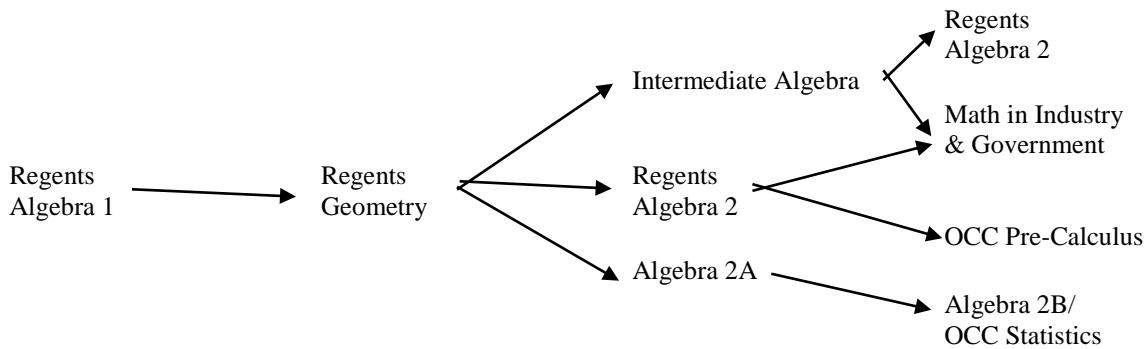 Regents
Algebra 1
Regents
Geometry
Intermediate Algebra
Regents
Algebra 2
Algebra 2A
Regents
Algebra 2
Math in Industry
& Government
OCC Pre-Calculus
Algebra 2B/
OCC Statistics